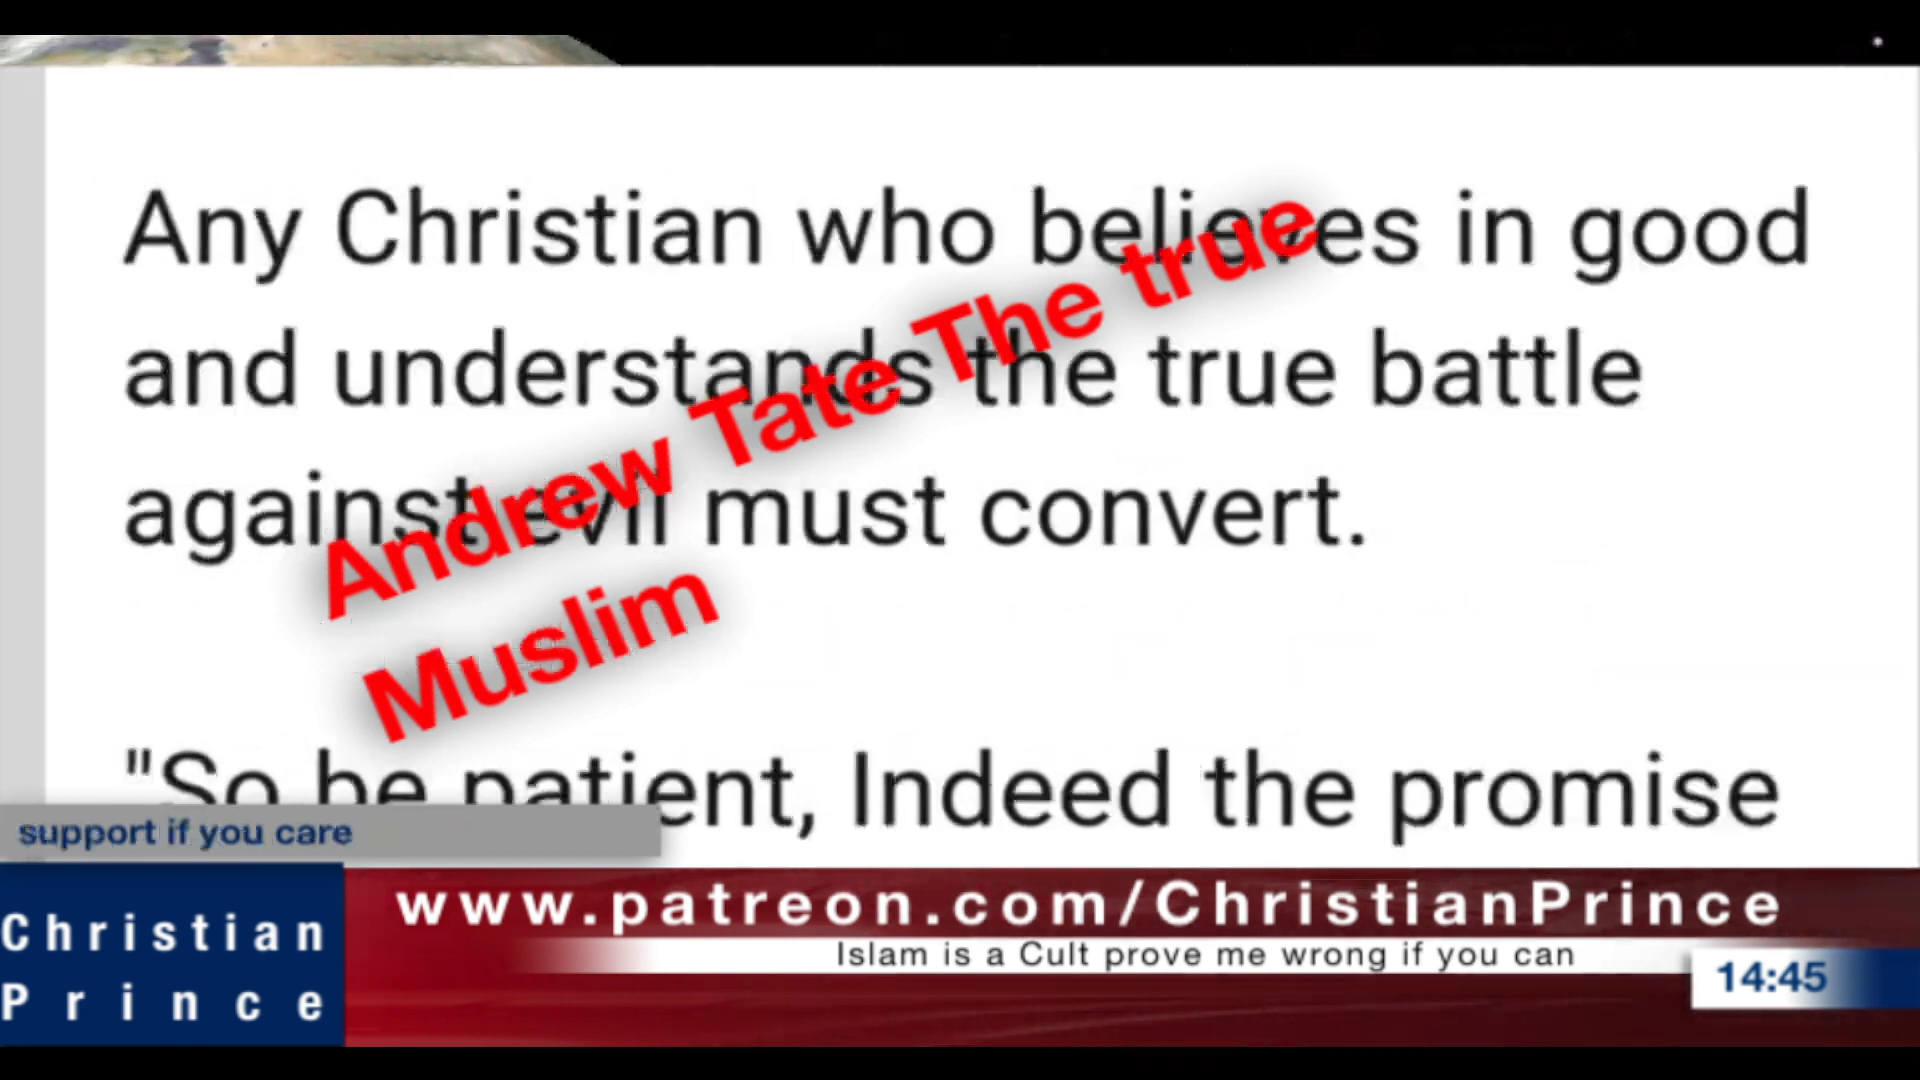 Any Christian who believes in good
and understands the true battle
against evil must convert.
Andrew Tate The true
Muslim
"So be patient, Indeed the promise
support if you care
Christian
Prince
www.patreon.com/ChristianPrince
Islam is a Cult prove me wrong if you can
14:45